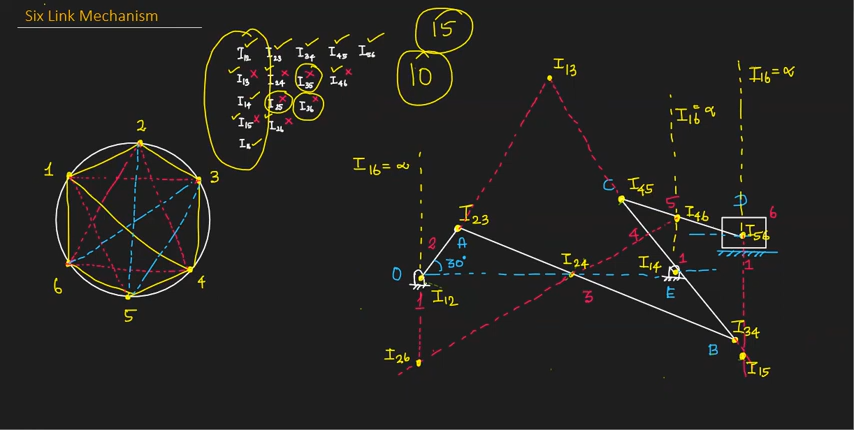 Six Link Mechanism
15
10
I12✓ I23✓ I34✓ I45✓ I56✓
✓I13× ✓I24× I35× ✓I46×
I14✓ I25× I36×
✓I15× ✓I26×
✓
2
1
3
6
4
5
I13
I16=∝
I16=∝
I16=∝
C
I45
D
5
I46
6
I56
I23
2
A
4
30°
O
I24
I14
1
1
E
1
I12
3
I34
B
I26
I15